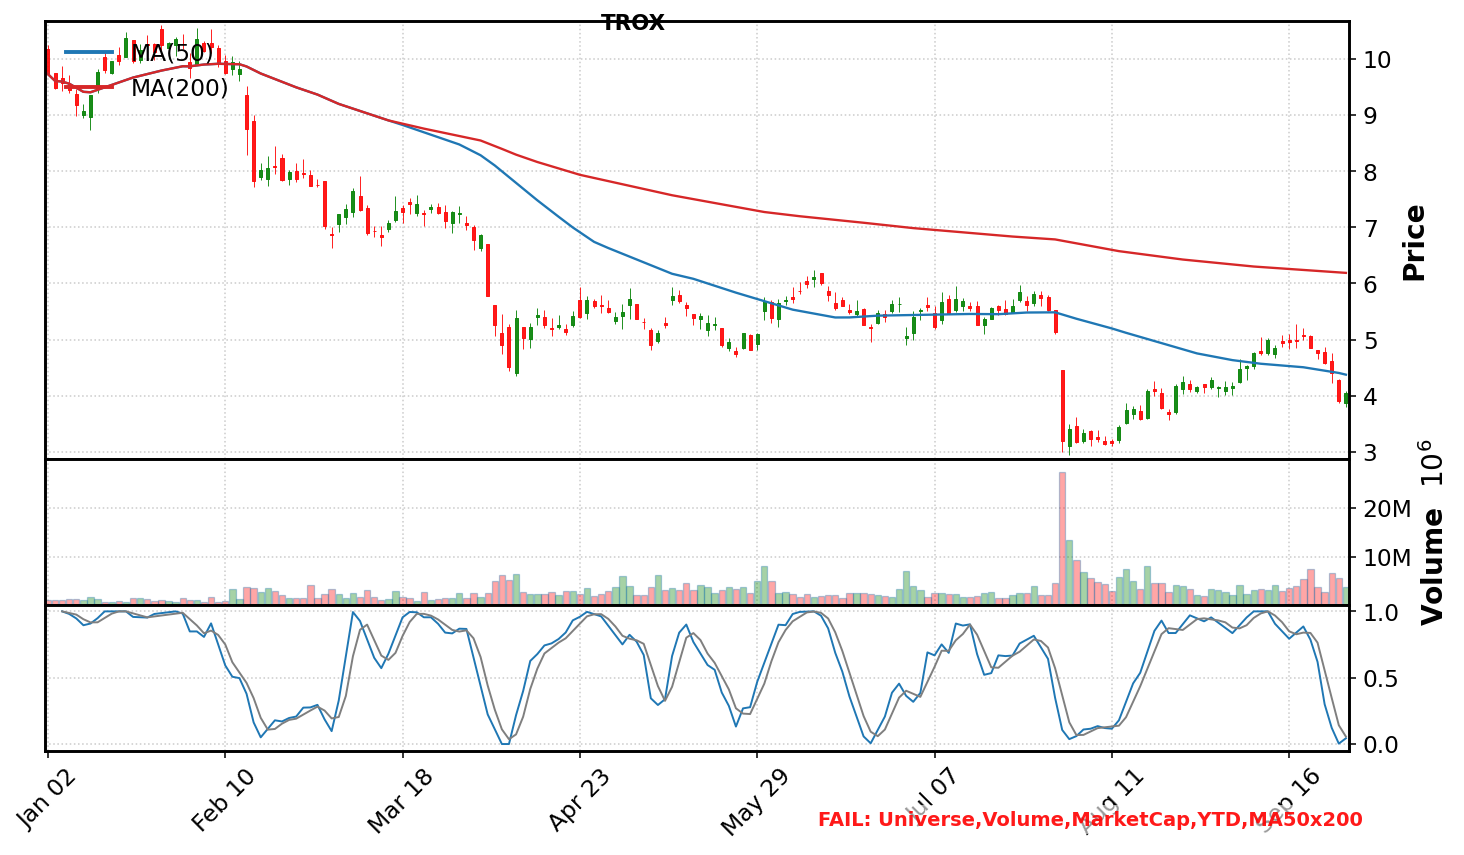 TROX
MA(50)
MA(200)
10
9
8
7
6
5
4
3
Price
10⁶
20M
10M
Volume
1.0
0.5
0.0
Jan 02
Feb 10
Mar 18
Apr 23
May 29
Jul 07
Aug 11
Sep 16
FAIL: Universe,Volume,MarketCap,YTD,MA50x200